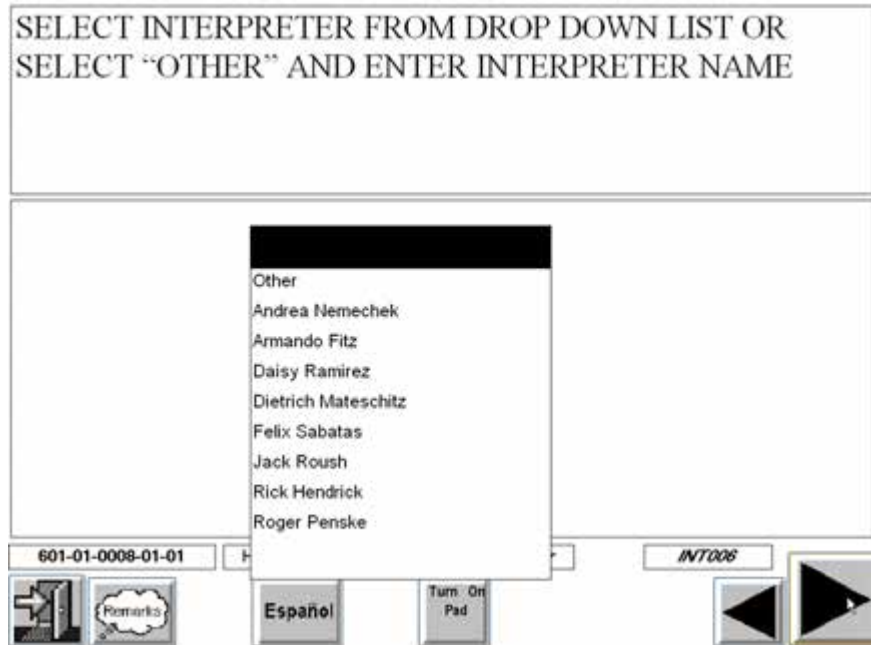 SELECT INTERPRETER FROM DROP DOWN LIST OR
SELECT “OTHER” AND ENTER INTERPRETER NAME
Other
Andrea Nemechek
Armando Fitz
Daisy Ramirez
Dietrich Mateschitz
Felix Sabatas
Jack Roush
Rick Hendrick
Roger Penske
601-01-0008-01-01
INT006
Remarks
Español
Turn On
Pad